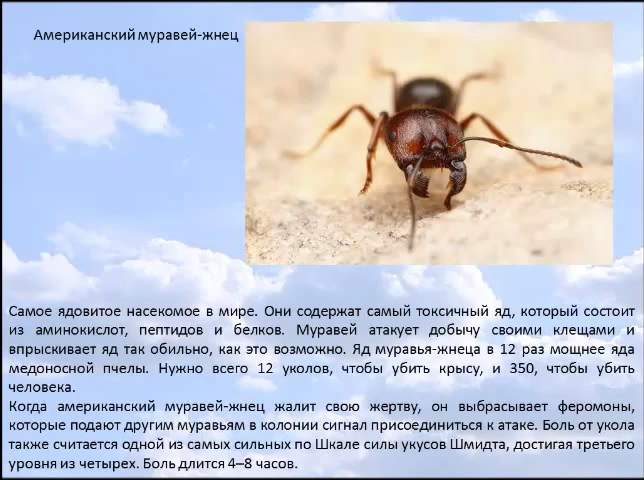 Американский муравей-жнец
Самое ядовитое насекомое в мире. Они содержат самый токсичный яд, который состоит
из аминокислот, пептидов и белков. Муравей атакует добычу своими клещами и
впрыскивает яд так обильно, как это возможно. Яд муравья-жнеца в 12 раз мощнее яда
медоносной пчелы. Нужно всего 12 уколов, чтобы убить крысу, и 350, чтобы убить
человека.
Когда американский муравей-жнец жалит свою жертву, он выбрасывает феромоны,
которые подают другим муравьям в колонии сигнал присоединиться к атаке. Боль от укола
также считается одной из самых сильных по Шкале силы укусов Шмидта, достигая третьего
уровня из четырех. Боль длится 4–8 часов.